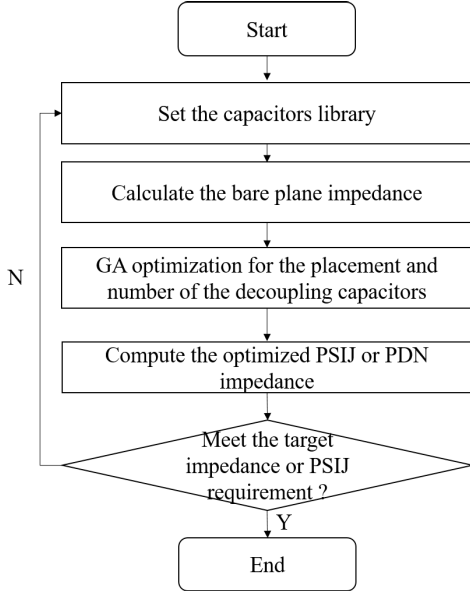 Start
Set the capacitors library
Calculate the bare plane impedance
GA optimization for the placement and
number of the decoupling capacitors
N
Compute the optimized PSIJ or PDN
impedance
Meet the target
impedance or PSIJ
requirement ?
Y
End